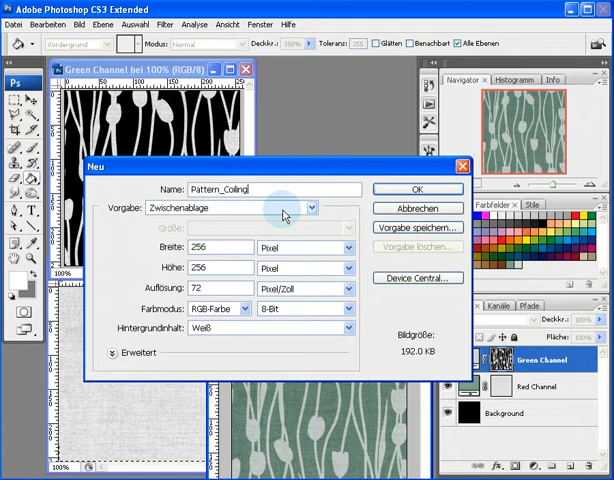 Adobe Photoshop CS3 Extended
Datei Bearbeiten Bild Ebene Auswahl Filter Analyse Ansicht Fenster Hilfe
Vordergrund Modus: Normal Deckkr.: 100% Toleranz: 255 Glätten Benachbart Alle Ebenen
Ps
Green Channel bei 100% (RGB/8)
Navigator Histogramm Info
Neu
Name: Pattern_Coiling
OK
Vorgabe: Zwischenablage
Abbrechen
Größe:
Vorgabe speichern...
Breite: 256 Pixel
Vorgabe löschen...
Höhe: 256 Pixel
Auflösung: 72 Pixel/Zoll
Device Central...
Farbmodus: RGB-Farbe 8-Bit
Hintergrundinhalt: Weiß
Bildgröße:
192.0 KB
Erweitert
Farbfelder Stile
Kanäle Pfade
Deckkr.: 100%
Fläche:
Green Channel
Red Channel
Background
100%
100%